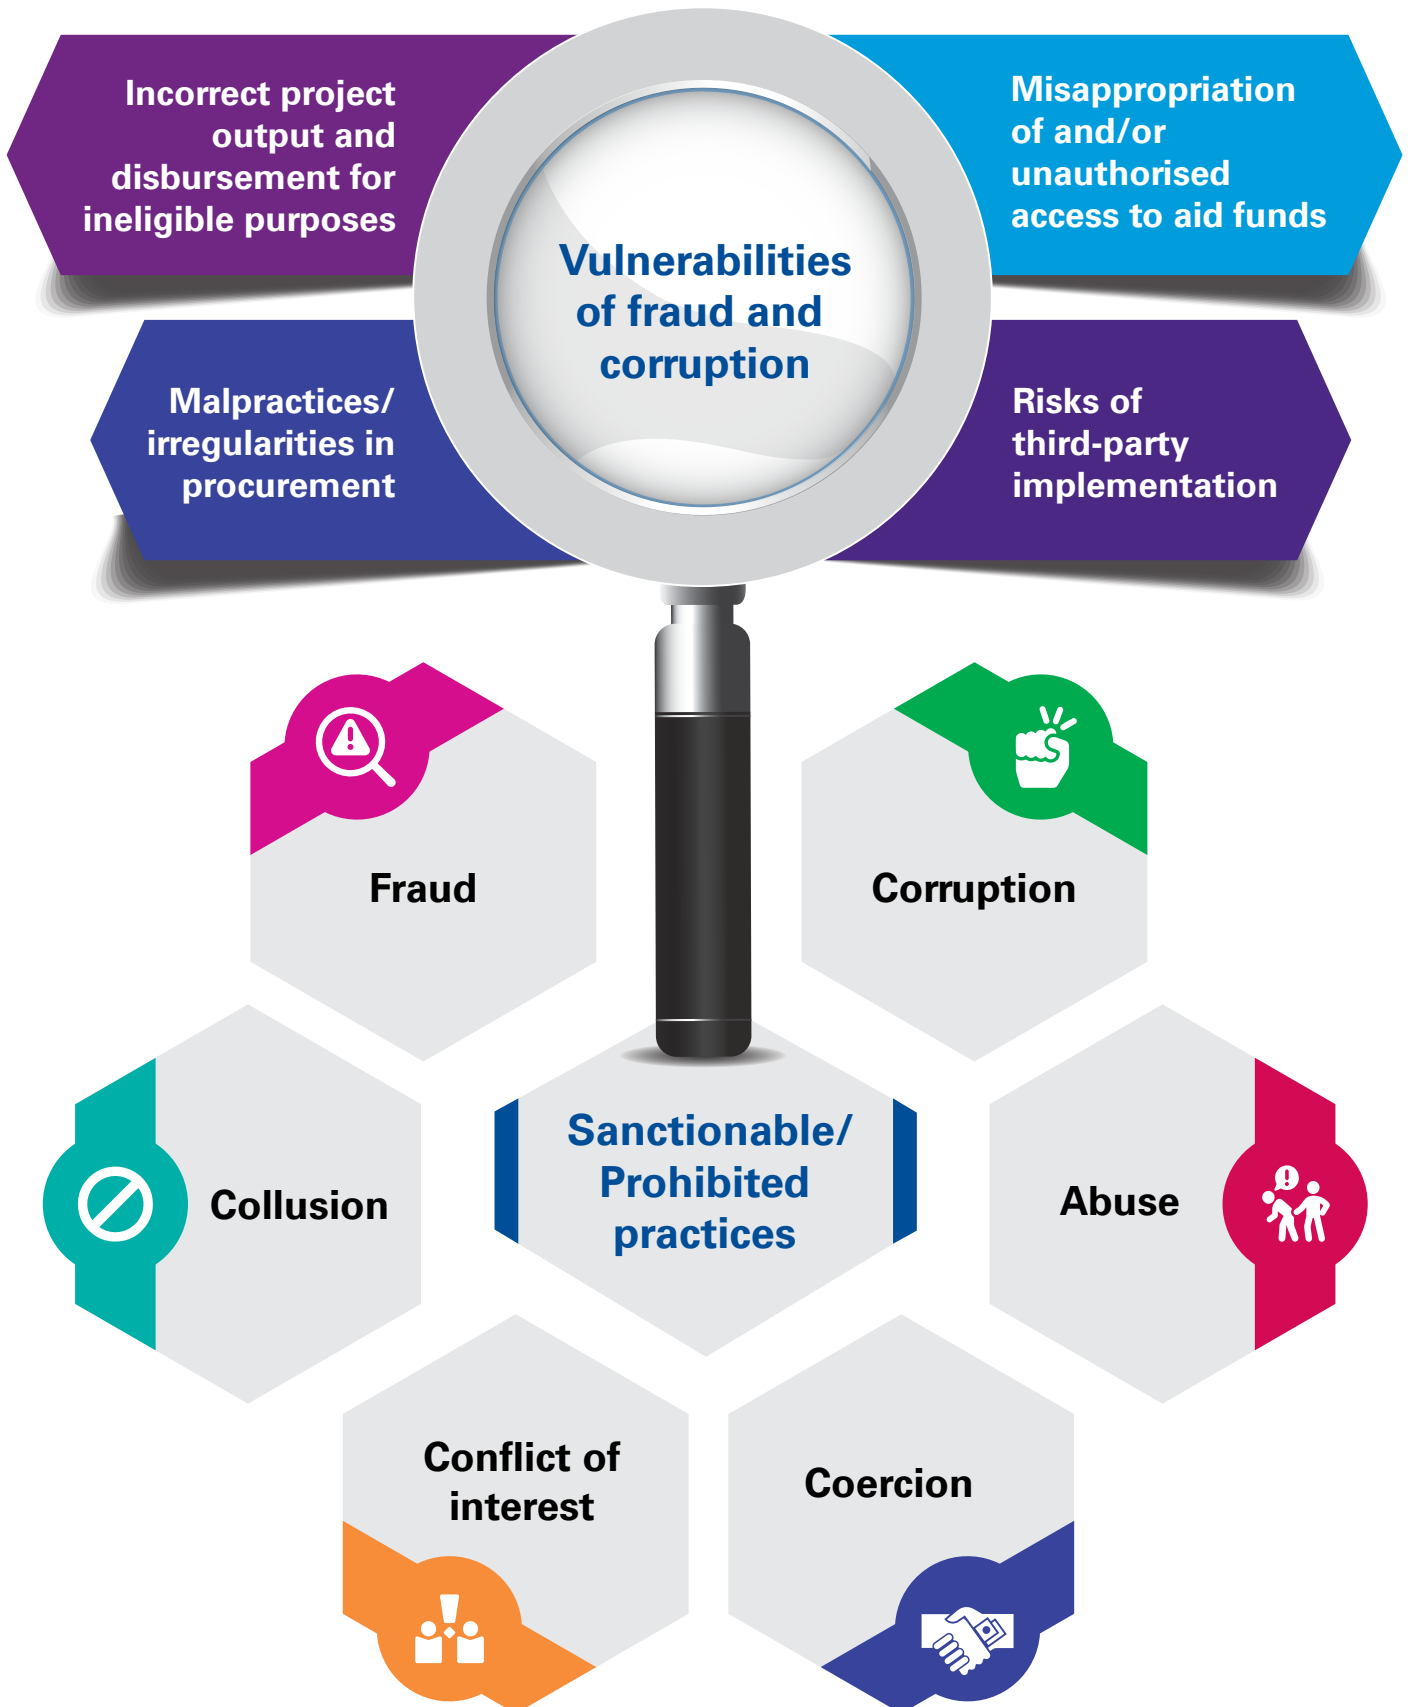 Incorrect project
output and
disbursement for
ineligible purposes
Misappropriation
of and/or
unauthorised
access to aid funds
Vulnerabilities
of fraud and
corruption
Malpractices/
irregularities in
procurement
Risks of
third-party
implementation
Fraud
Corruption
Collusion
Sanctionable/
Prohibited
practices
Abuse
Conflict of
interest
Coercion